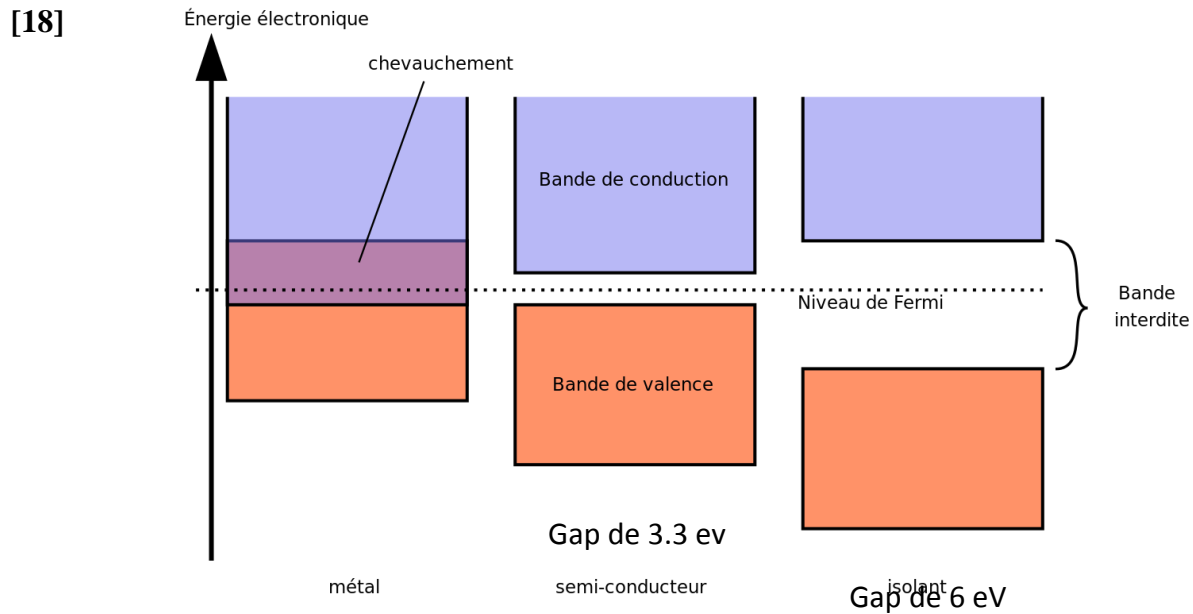 [18]
Énergie électronique
chevauchement
Bande de conduction
Niveau de Fermi
Bande
interdite
Bande de valence
Gap de 3.3 ev
métal
semi-conducteur
isolant
Gap de 6 eV